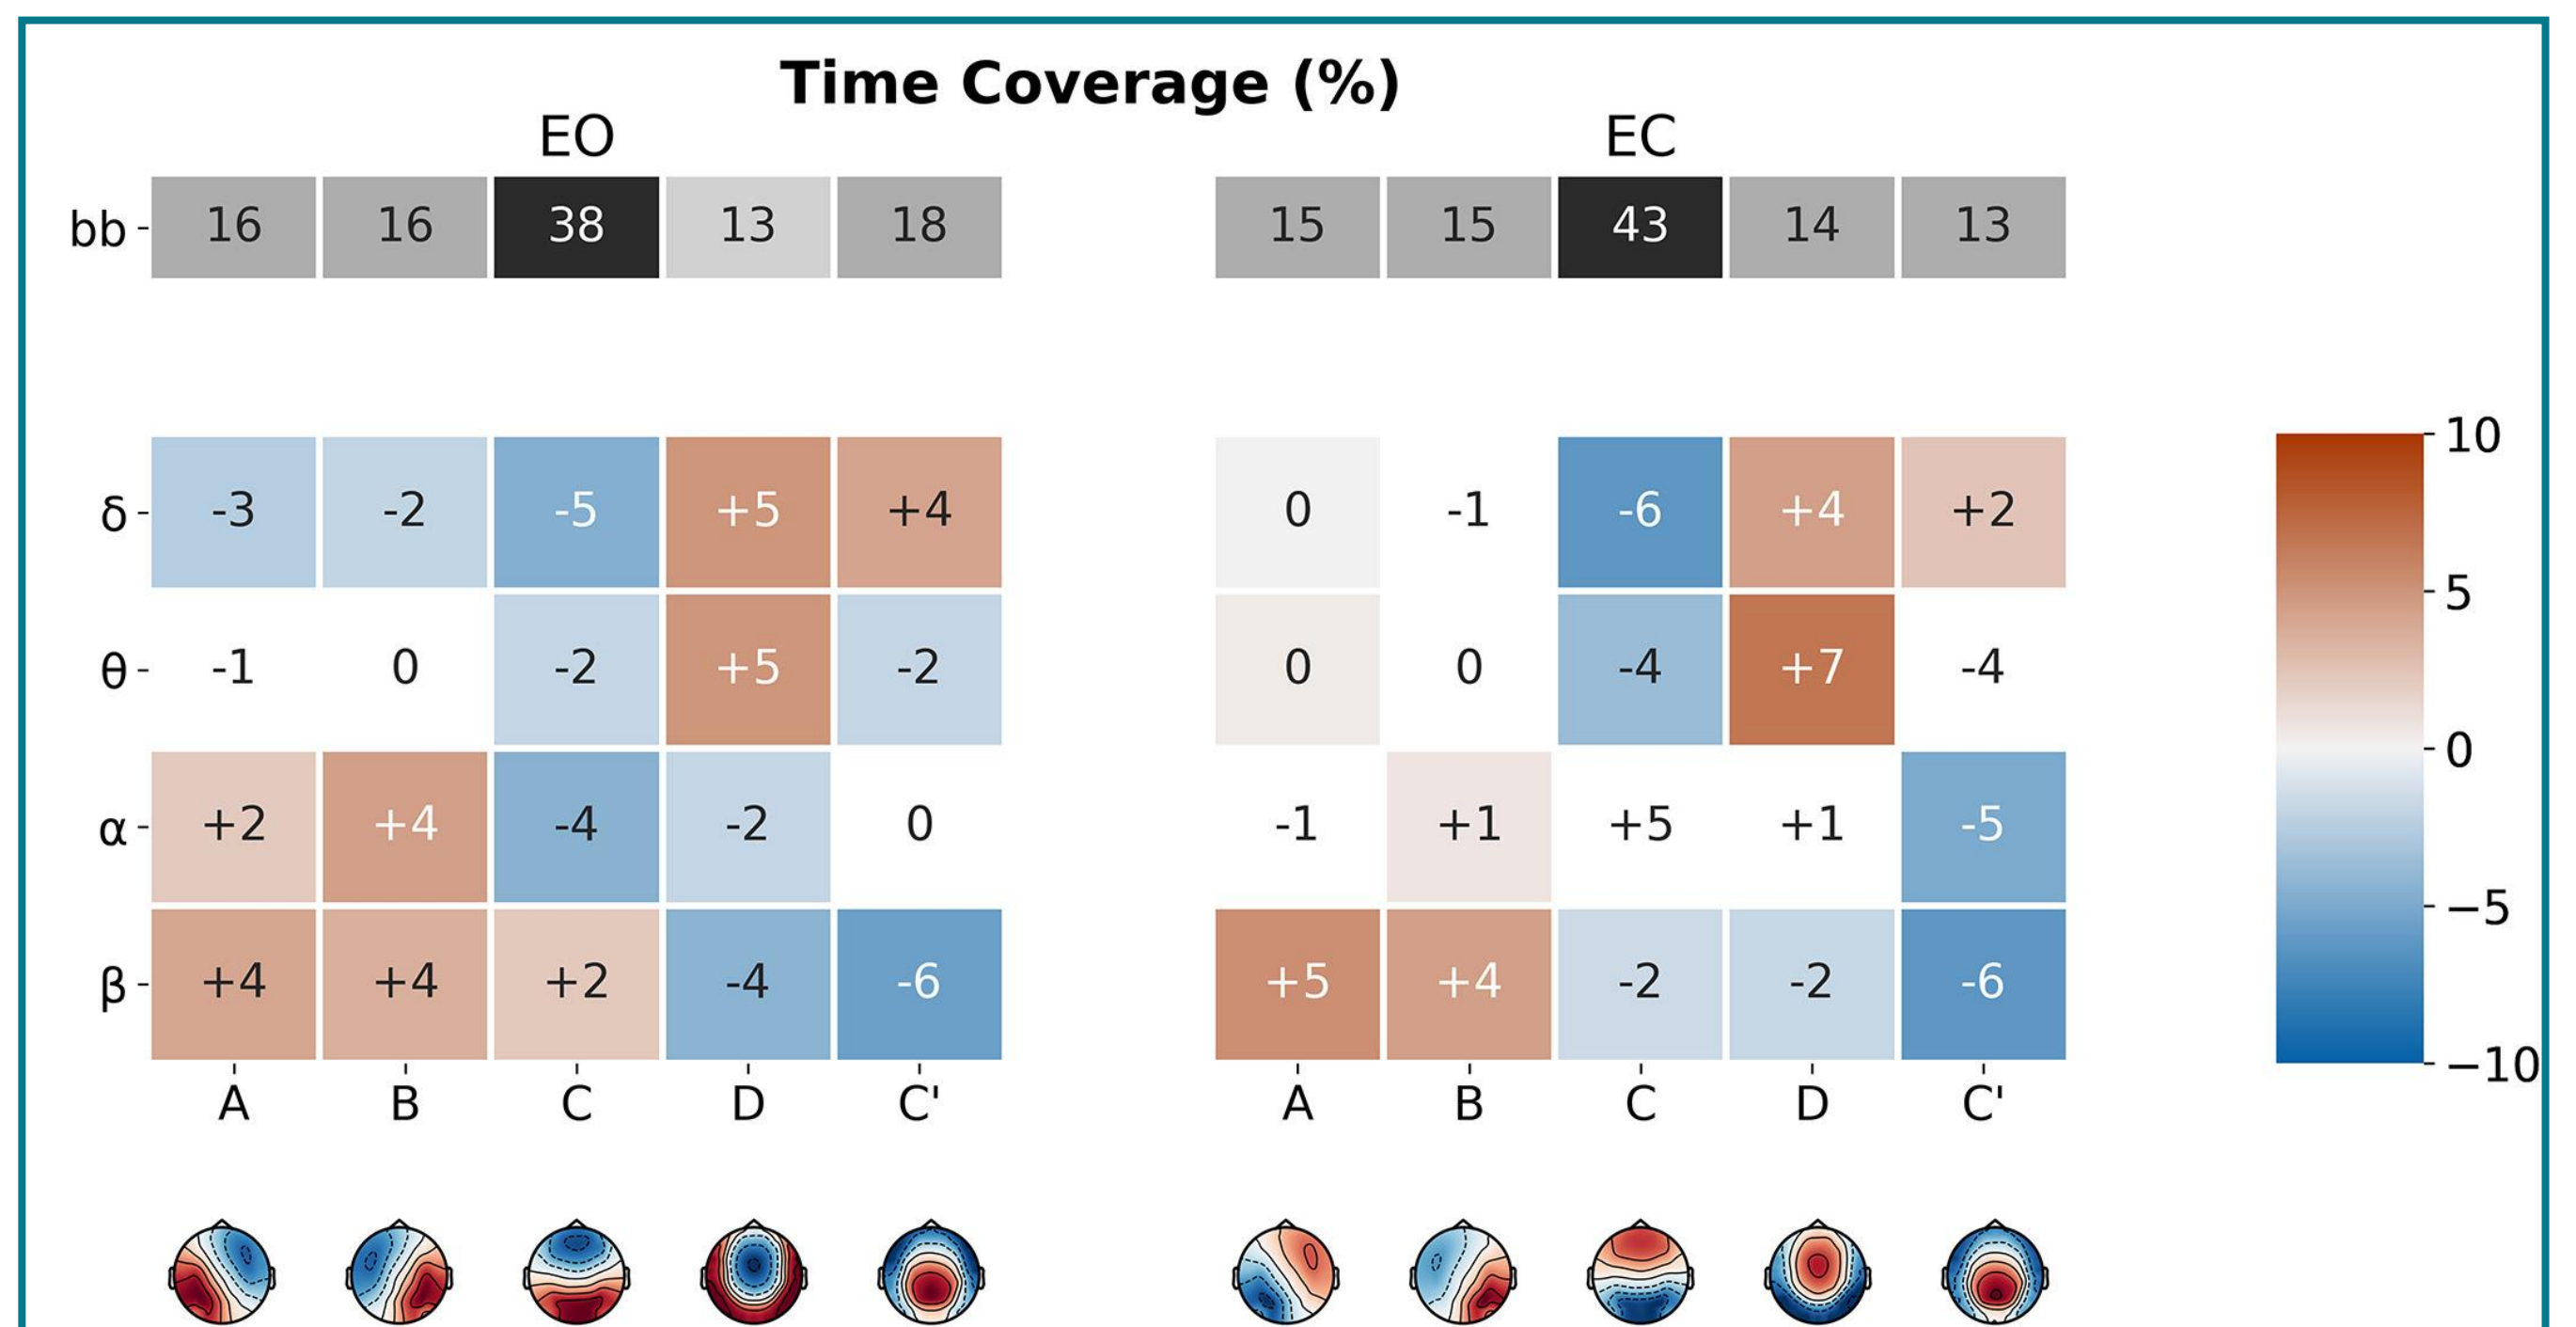 Time Coverage (%)
EO EC
bb 16 16 38 13 18 15 15 43 14 13
10
δ -3 -2 -5 +5 +4 0 -1 -6 +4 +2
5
θ -1 0 -2 +5 -2 0 0 -4 +7 -4
0
α +2 +4 -4 -2 0 -1 +1 +5 +1 -5
−5
β +4 +4 +2 -4 -6 +5 +4 -2 -2 -6
−10
A B C D C' A B C D C'